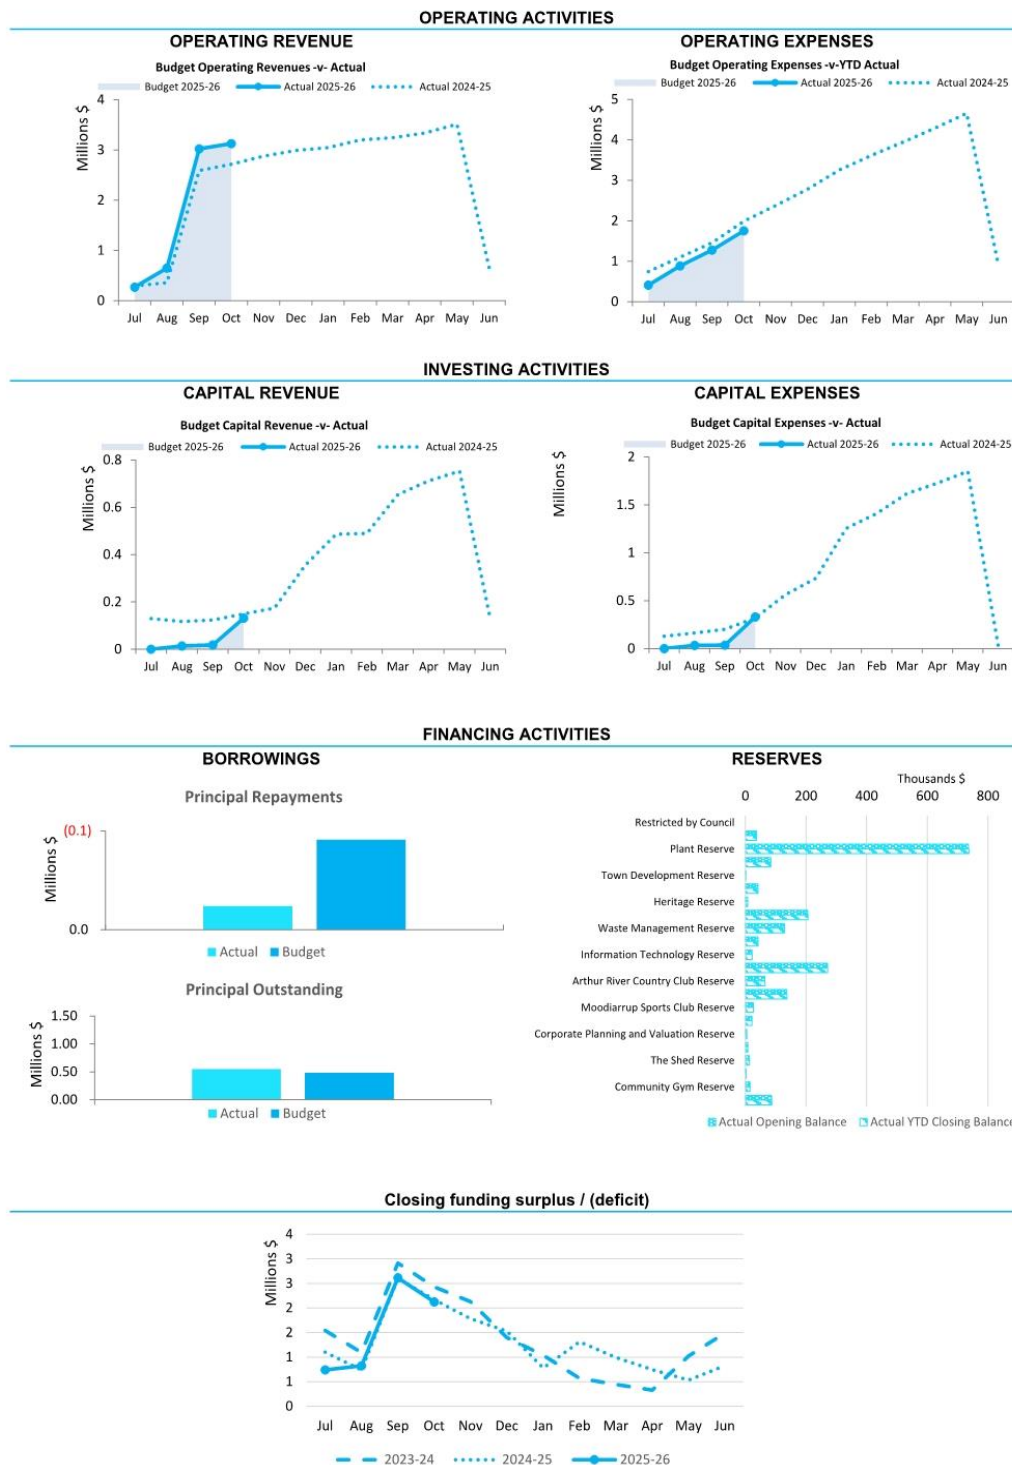 OPERATING ACTIVITIES
OPERATING REVENUE
Budget Operating Revenues -v- Actual
Budget 2025-26 Actual 2025-26 Actual 2024-25
Millions $
4
3
2
1
0
Jul Aug Sep Oct Nov Dec Jan Feb Mar Apr May Jun
OPERATING EXPENSES
Budget Operating Expenses -v-YTD Actual
Budget 2025-26 Actual 2025-26 Actual 2024-25
Millions $
5
4
3
2
1
0
Jul Aug Sep Oct Nov Dec Jan Feb Mar Apr May Jun
INVESTING ACTIVITIES
CAPITAL REVENUE
Budget Capital Revenue -v- Actual
Budget 2025-26 Actual 2025-26 Actual 2024-25
Millions $
0.8
0.6
0.4
0.2
0
Jul Aug Sep Oct Nov Dec Jan Feb Mar Apr May Jun
CAPITAL EXPENSES
Budget Capital Expenses -v- Actual
Budget 2025-26 Actual 2025-26 Actual 2024-25
Millions $
2
1.5
1
0.5
0
Jul Aug Sep Oct Nov Dec Jan Feb Mar Apr May Jun
FINANCING ACTIVITIES
BORROWINGS
Principal Repayments
Millions $
(0.1)
0.0
Actual Budget
Principal Outstanding
Millions $
1.50
1.00
0.50
0.00
Actual Budget
RESERVES
Thousands $
0 200 400 600 800
Restricted by Council
Plant Reserve
Town Development Reserve
Heritage Reserve
Waste Management Reserve
Information Technology Reserve
Arthur River Country Club Reserve
Moodiarrup Sports Club Reserve
Corporate Planning and Valuation Reserve
The Shed Reserve
Community Gym Reserve
Actual Opening Balance Actual YTD Closing Balance
Closing funding surplus / (deficit)
Millions $
4
3
3
2
2
1
1
0
Jul Aug Sep Oct Nov Dec Jan Feb Mar Apr May Jun
2023-24 2024-25 2025-26